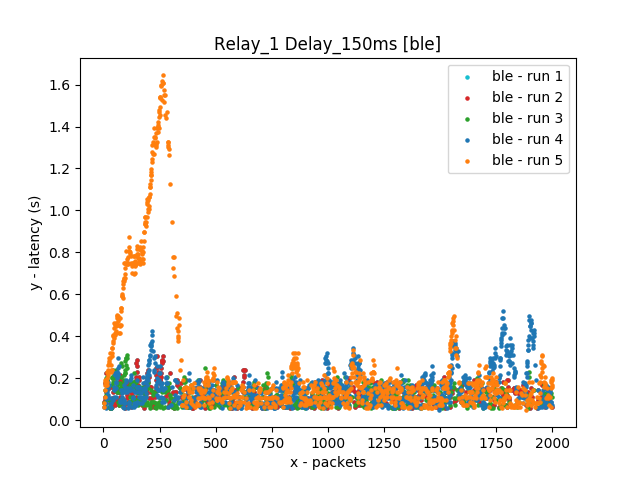 Relay_1 Delay_150ms [ble]
ble - run 1
ble - run 2
ble - run 3
ble - run 4
ble - run 5
y - latency (s)
1.6
1.4
1.2
1.0
0.8
0.6
0.4
0.2
0.0
0 250 500 750 1000 1250 1500 1750 2000
x - packets